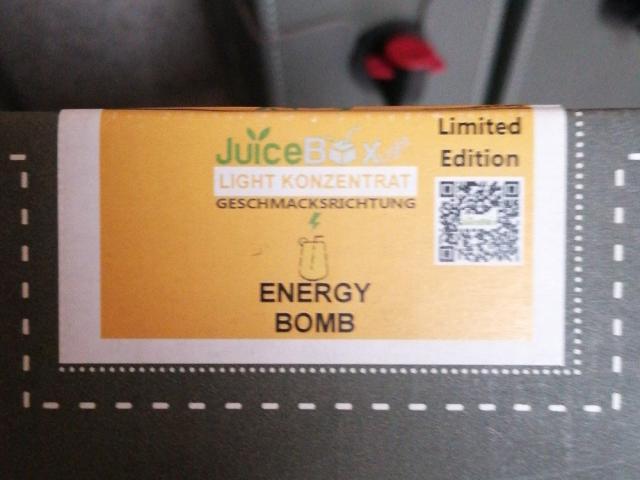 JuiceBox
LIGHT KONZENTRAT
GESCHMACKSRICHTUNG
ENERGY
BOMB
Limited
Edition